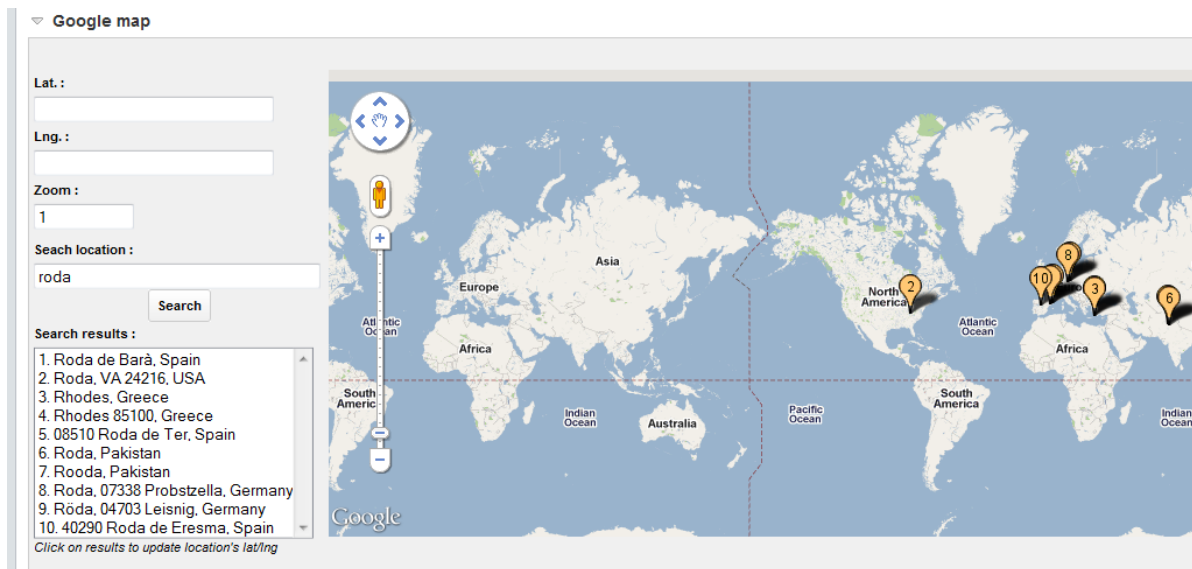 Google map
Lat. :
Lng. :
Zoom :
1
Seach location :
roda
Search
Search results :
1. Roda de Barà, Spain
2. Roda, VA 24216, USA
3. Rhodes, Greece
4. Rhodes 85100, Greece
5. 08510 Roda de Ter, Spain
6. Roda, Pakistan
7. Rooda, Pakistan
8. Roda, 07338 Probstzella, Germany
9. Röda, 04703 Leisnig, Germany
10. 40290 Roda de Eresma, Spain
Click on results to update location's lat/lng
Asia
Europe
Atlantic
Ocean
Africa
South
America
Indian
Ocean
Australia
Pacific
Ocean
North
America
Atlantic
Ocean
Africa
South
America
Indian
Ocean
2
8
10
3
6
Google